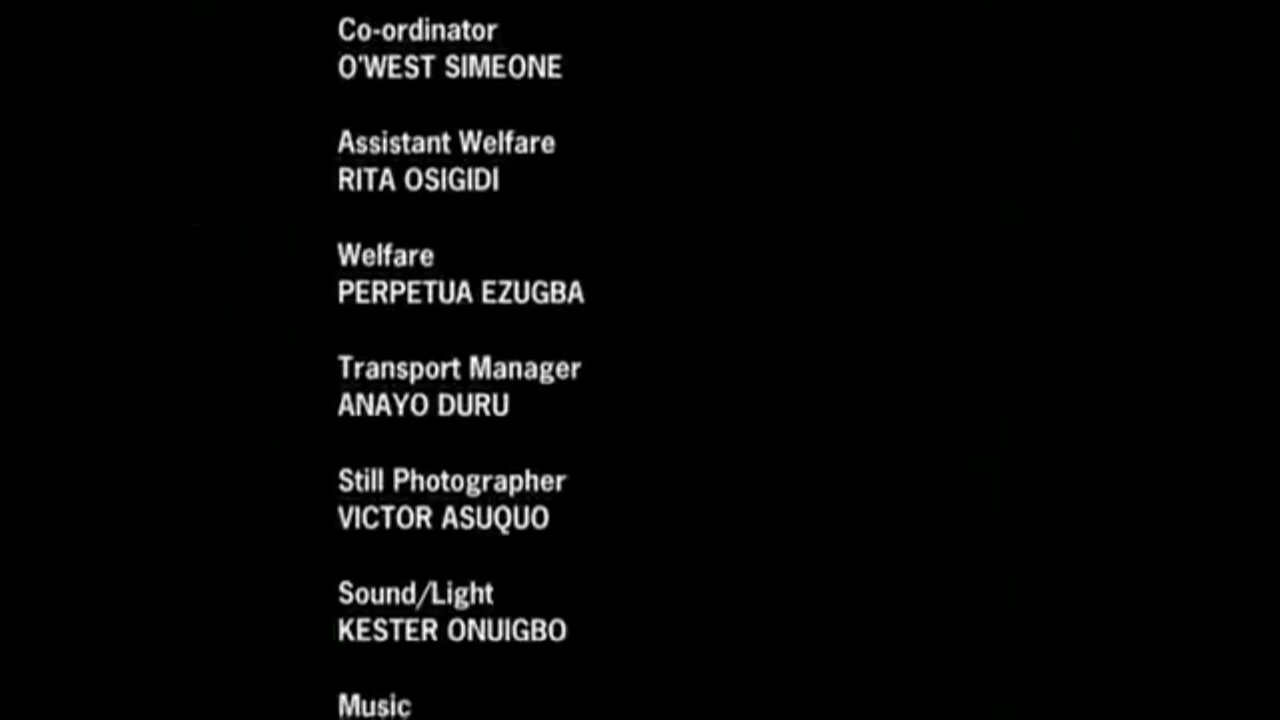 Co-ordinator
O'WEST SIMEONE
Assistant Welfare
RITA OSIGIDI
Welfare
PERPETUA EZUGBA
Transport Manager
ANAYO DURU
Still Photographer
VICTOR ASUQUO
Sound/Light
KESTER ONUIGBO
Music